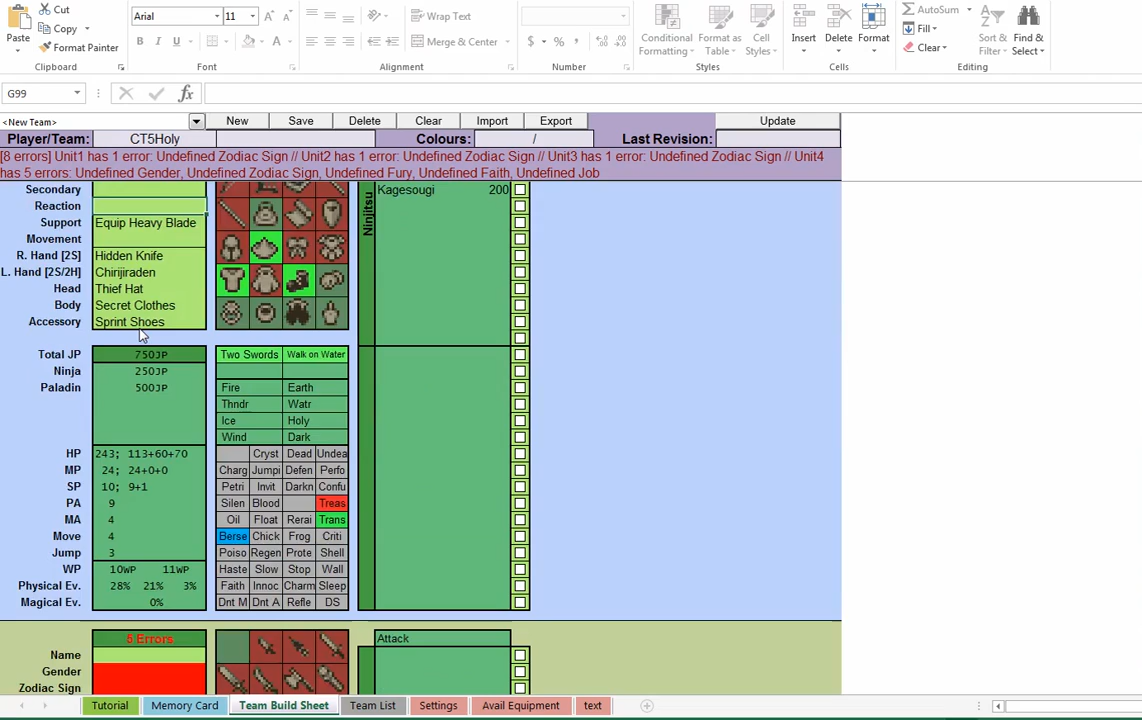 Cut
Copy
Paste
Format Painter
Clipboard
Arial 11
B I U
Font
Wrap Text
Merge & Center
Alignment
$ % ,
Number
Conditional Formatting
Format as Table
Cell Styles
Styles
Insert
Delete
Format
Cells
AutoSum
Fill
Clear
Sort & Filter
Find & Select
Editing
G99
fx
<New Team>
New
Save
Delete
Clear
Import
Export
Update
Player/Team: CT5Holy
Colours: /
Last Revision:
[8 errors] Unit1 has 1 error: Undefined Zodiac Sign // Unit2 has 1 error: Undefined Zodiac Sign // Unit3 has 1 error: Undefined Zodiac Sign // Unit4
has 5 errors: Undefined Gender, Undefined Zodiac Sign, Undefined Fury, Undefined Faith, Undefined Job
Secondary
Reaction
Support Equip Heavy Blade
Movement
R. Hand [2S] Hidden Knife
L. Hand [2S/2H] Chirijiraden
Head Thief Hat
Body Secret Clothes
Accessory Sprint Shoes
Ninjitsu
Kagesougi 200
Total JP 750JP
Ninja 250JP
Paladin 500JP
Two Swords Walk on Water
Fire Earth
Thndr Watr
Ice Holy
Wind Dark
HP 243; 113+60+70
MP 24; 24+0+0
SP 10; 9+1
PA 9
MA 4
Move 4
Jump 3
WP 10WP 11WP
Physical Ev. 28% 21% 3%
Magical Ev. 0%
Cryst Dead Undea
Charg Jumpi Defen Perfo
Petri Invit Darkn Confu
Silen Blood Treas
Oil Float Rerai Trans
Berse Chick Frog Criti
Poiso Regen Prote Shell
Haste Slow Stop Wall
Faith Innoc Charm Sleep
Dnt M Dnt A Refle DS
5 Errors
Attack
Name
Gender
Zodiac Sign
Tutorial
Memory Card
Team Build Sheet
Team List
Settings
Avail Equipment
text